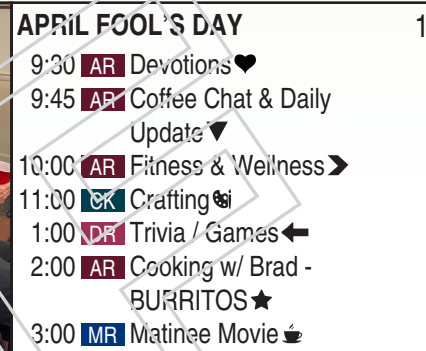 APRIL FOOL'S DAY 1
9:30 AR Devotions
9:45 AR Coffee Chat & Daily
Update
10:00 AR Fitness & Wellness
11:00 CK Crafting
1:00 DR Trivia / Games
2:00 AR Cooking w/ Brad -
BURRITOS
3:00 MR Matinee Movie